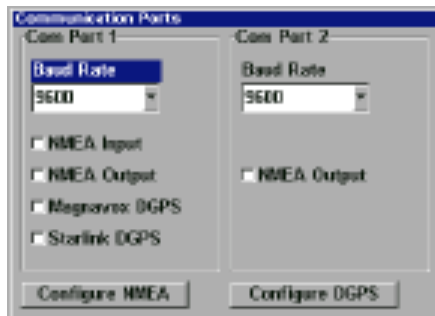 Communication Ports
Com Port 1
Baud Rate
9600
NMEA Input
NMEA Output
Magnavox DGPS
Starlink DGPS
Configure NMEA
Com Port 2
Baud Rate
9600
NMEA Output
Configure DGPS